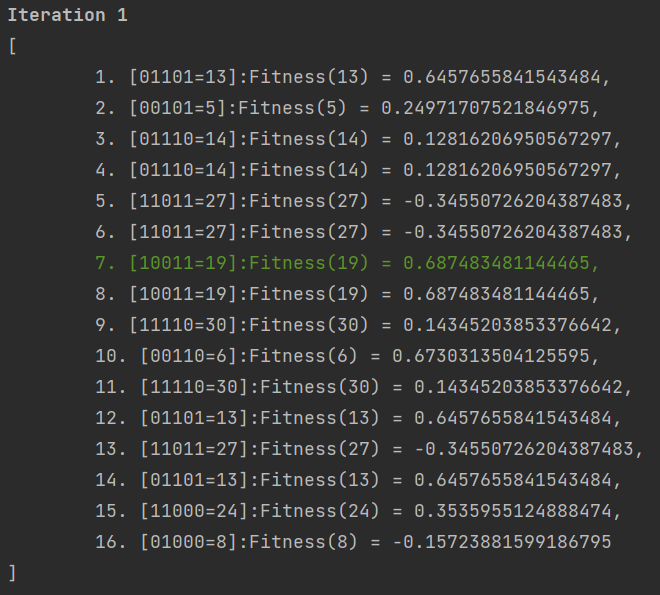 Iteration 1
[
1. [01101=13]:Fitness(13) = 0.6457655841543484,
2. [00101=5]:Fitness(5) = 0.24971707521846975,
3. [01110=14]:Fitness(14) = 0.12816206950567297,
4. [01110=14]:Fitness(14) = 0.12816206950567297,
5. [11011=27]:Fitness(27) = -0.34550726204387483,
6. [11011=27]:Fitness(27) = -0.34550726204387483,
7. [10011=19]:Fitness(19) = 0.687483481144465,
8. [10011=19]:Fitness(19) = 0.687483481144465,
9. [11110=30]:Fitness(30) = 0.14345203853376642,
10. [00110=6]:Fitness(6) = 0.6730313504125595,
11. [11110=30]:Fitness(30) = 0.14345203853376642,
12. [01101=13]:Fitness(13) = 0.6457655841543484,
13. [11011=27]:Fitness(27) = -0.34550726204387483,
14. [01101=13]:Fitness(13) = 0.6457655841543484,
15. [11000=24]:Fitness(24) = 0.3535955124888474,
16. [01000=8]:Fitness(8) = -0.15723881599186795
]